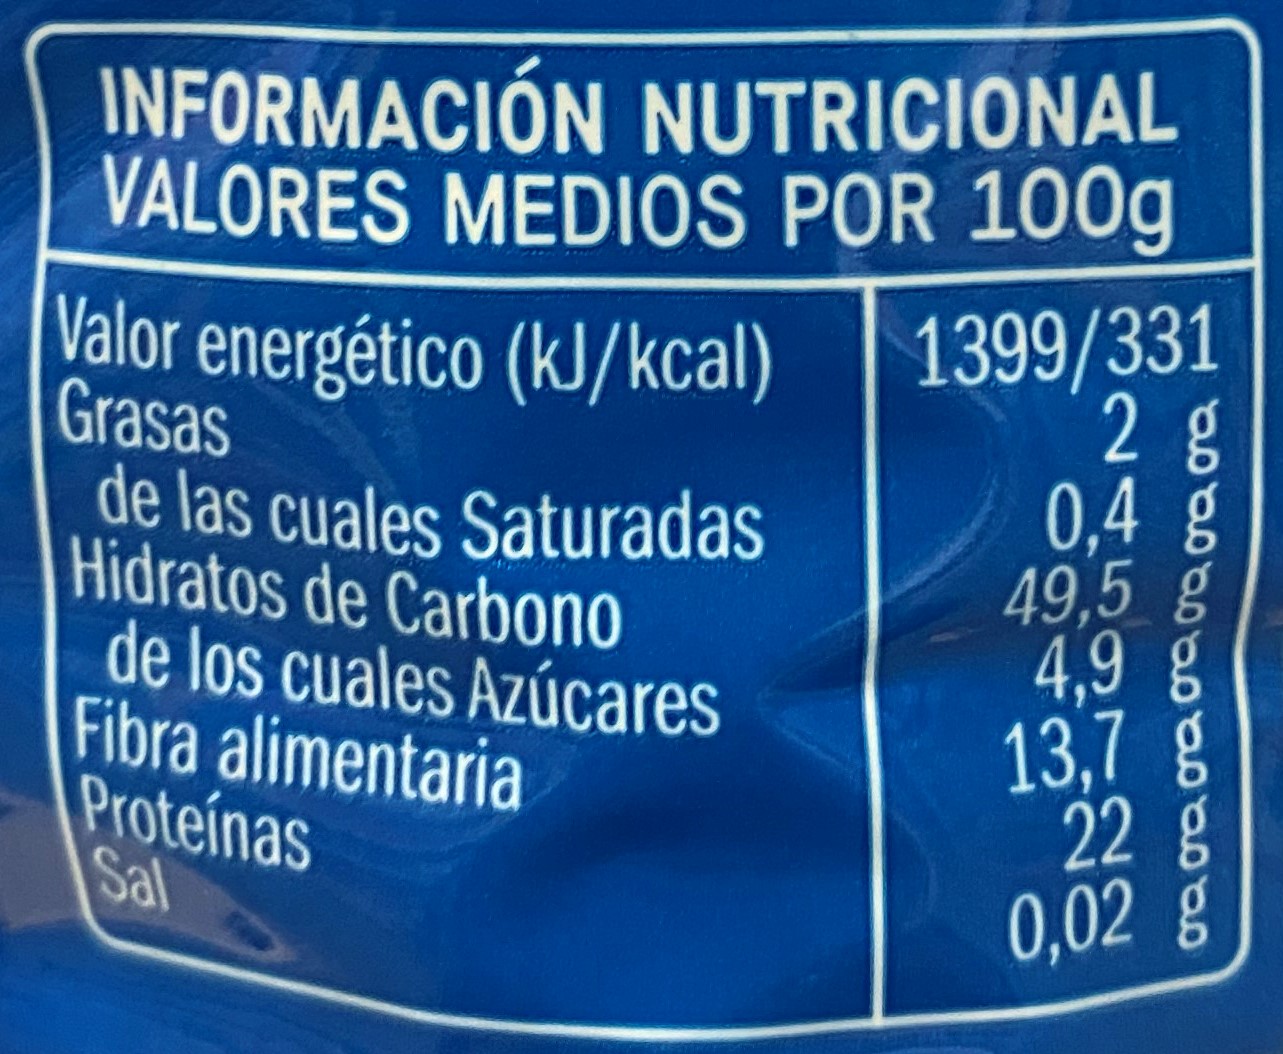 INFORMACIÓN NUTRICIONAL
VALORES MEDIOS POR 100g
Valor energético (kJ/kcal) 1399/331
Grasas 2 g
de las cuales Saturadas 0,4 g
Hidratos de Carbono 49,5 g
de los cuales Azúcares 4,9 g
Fibra alimentaria 13,7 g
Proteínas 22 g
Sal 0,02 g